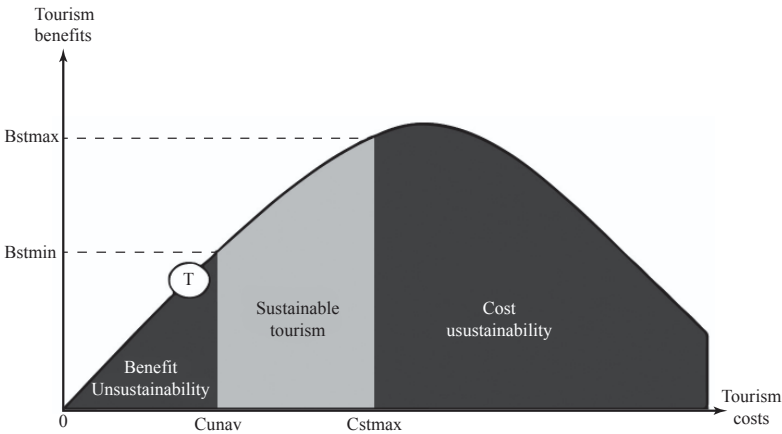 Tourism
benefits
Bstmax
Bstmin
T
Sustainable
tourism
Cost
usustainability
Benefit
Unsustainability
0
Cunav
Cstmax
Tourism
costs